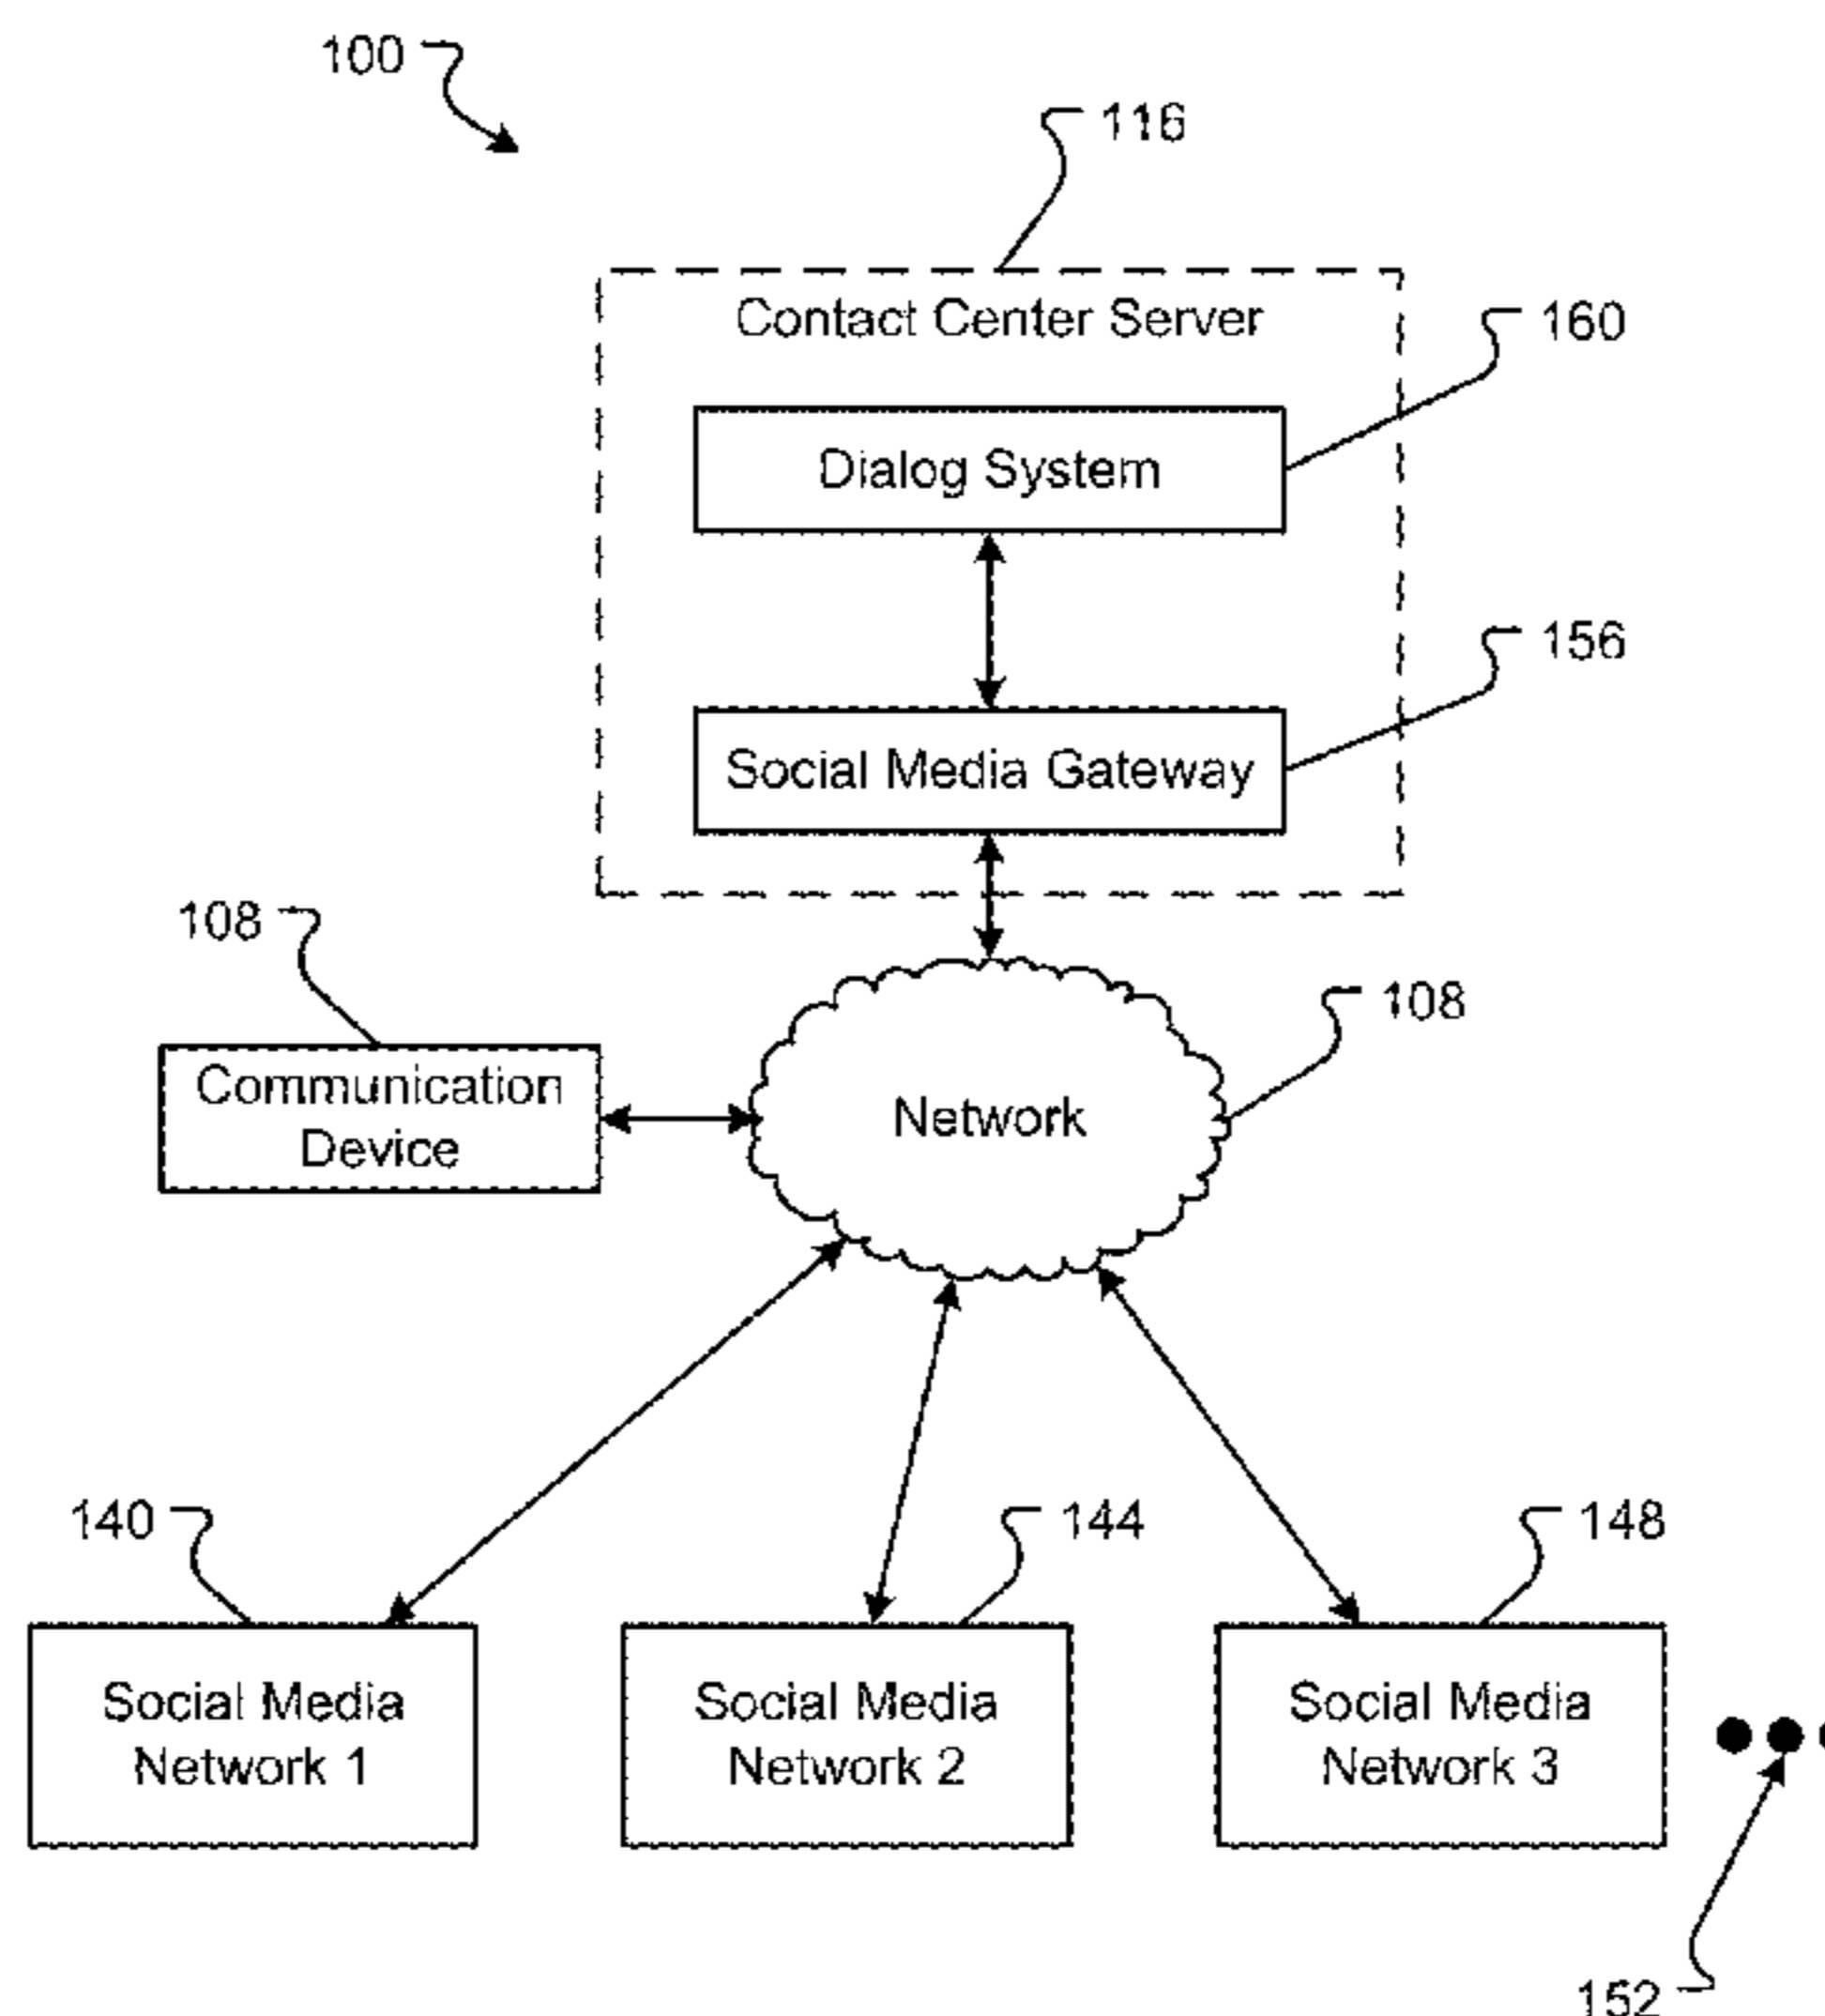 100
116
Contact Center Server
160
Dialog System
156
Social Media Gateway
108
108
Communication
Device
Network
140
144
148
Social Media
Network 1
Social Media
Network 2
Social Media
Network 3
152